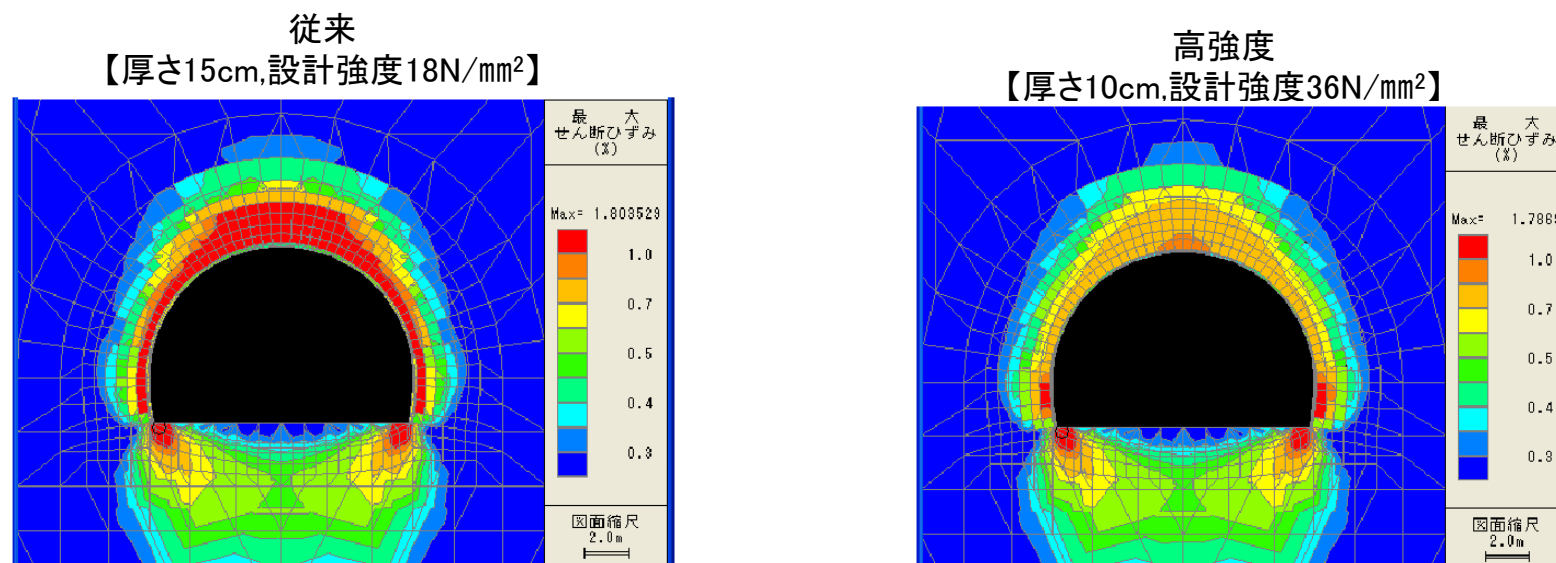 従来
【厚さ15cm,設計強度18N/㎜²】
最 大
せん断ひずみ
(%)
Max= 1.803529
1.0
0.7
0.5
0.4
0.3
図面縮尺
2.0m
高強度
【厚さ10cm,設計強度36N/㎜²】
最 大
せん断ひずみ
(%)
Max= 1.786
1.0
0.7
0.5
0.4
0.3
図面縮尺
2.0m